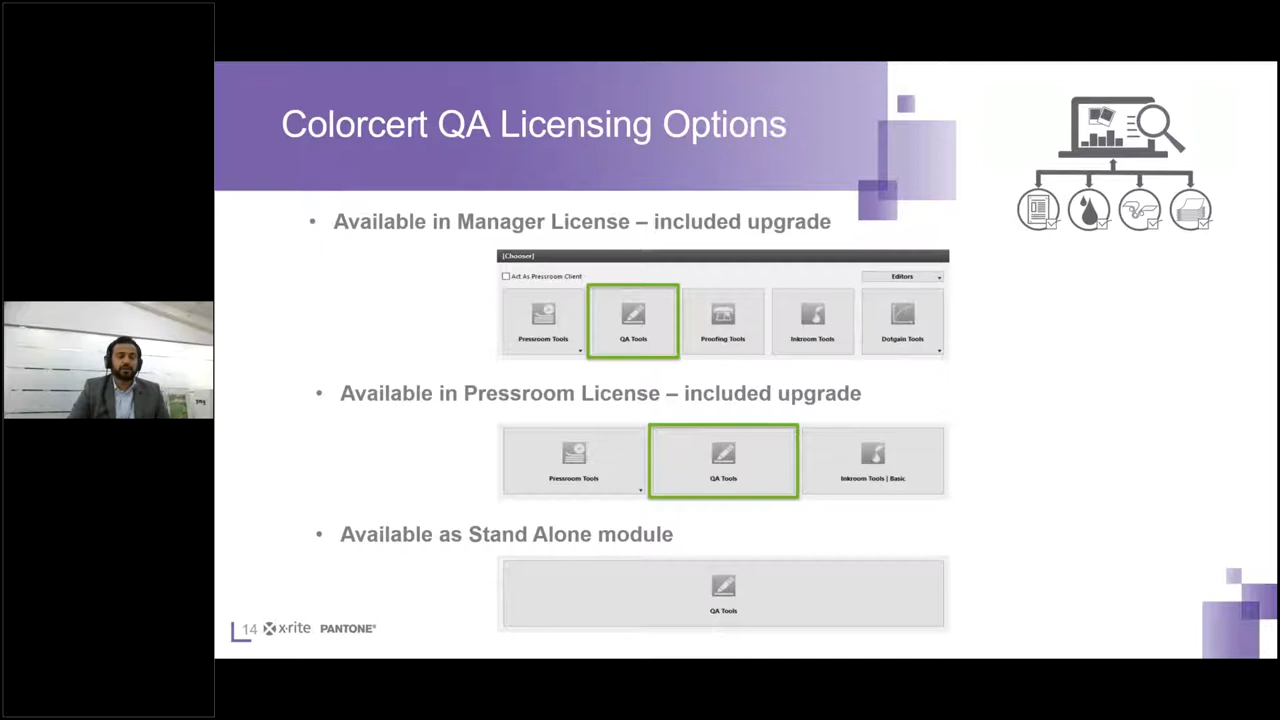 Colorcert QA Licensing Options
• Available in Manager License – included upgrade
[Chooser]
Act As Pressroom Client
Editors
Pressroom Tools
QA Tools
Proofing Tools
Inkroom Tools
Dotgain Tools
• Available in Pressroom License – included upgrade
Pressroom Tools
QA Tools
Inkroom Tools | Basic
• Available as Stand Alone module
QA Tools
14 x-rite PANTONE®